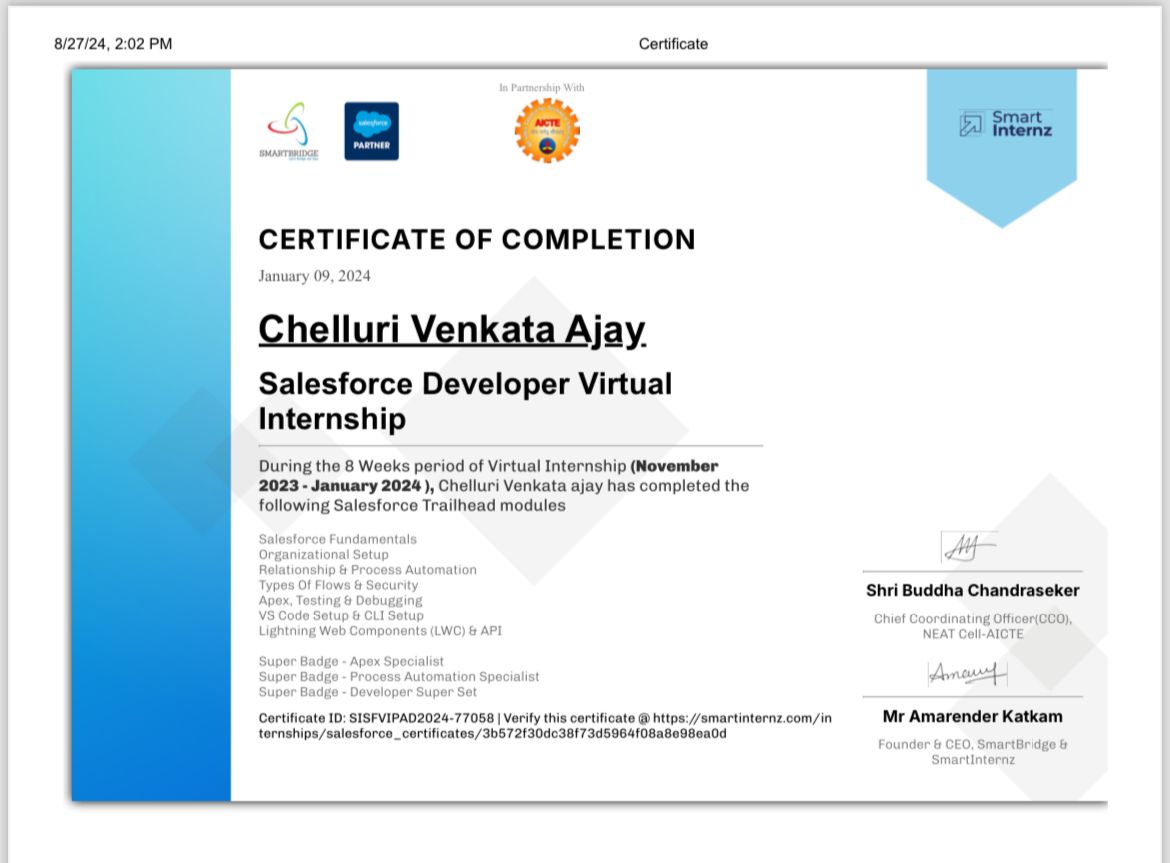 8/27/24, 2:02 PM
Certificate
In Partnership With
SMARTBRIDGE
salesforce
PARTNER
AICTE
Smart
Internz
CERTIFICATE OF COMPLETION
January 09, 2024
Chelluri Venkata Ajay
Salesforce Developer Virtual
Internship
During the 8 Weeks period of Virtual Internship (November
2023 - January 2024 ), Chelluri Venkata ajay has completed the
following Salesforce Trailhead modules
Salesforce Fundamentals
Organizational Setup
Relationship & Process Automation
Types Of Flows & Security
Apex, Testing & Debugging
VS Code Setup & CLI Setup
Lightning Web Components (LWC) & API
Super Badge - Apex Specialist
Super Badge - Process Automation Specialist
Super Badge - Developer Super Set
Certificate ID: SISFVIPAD2024-77058 | Verify this certificate @ https://smartinternz.com/in
ternships/salesforce_certificates/3b572f30dc38f73d5964f08a8e98ea0d
Shri Buddha Chandraseker
Chief Coordinating Officer(CCO),
NEAT Cell-AICTE
Mr Amarender Katkam
Founder & CEO, SmartBridge &
SmartInternz